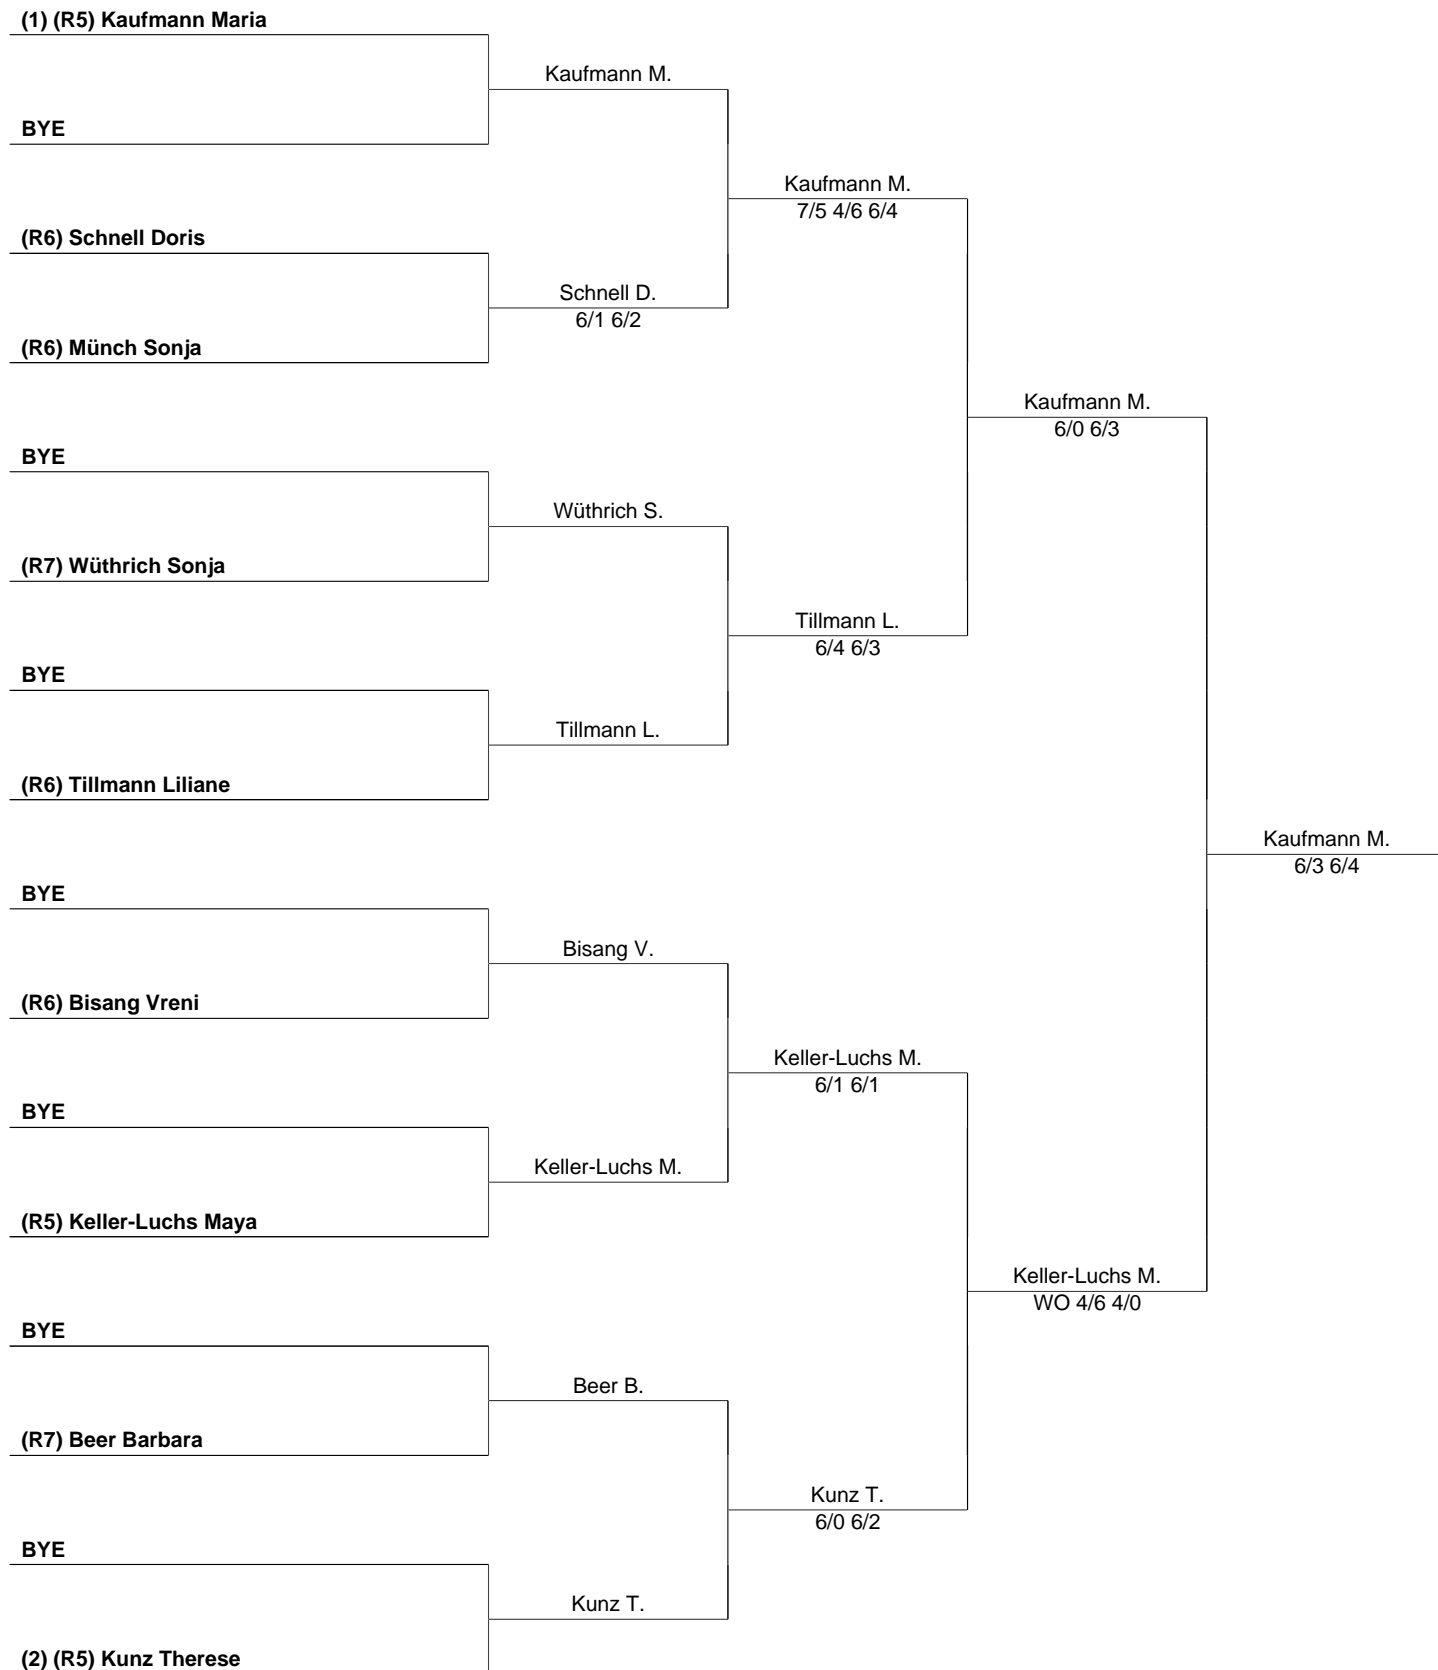 (1) (R5) Kaufmann Maria
Kaufmann M.
BYE
Kaufmann M.
7/5 4/6 6/4
(R6) Schnell Doris
Schnell D.
6/1 6/2
(R6) Münch Sonja
Kaufmann M.
6/0 6/3
BYE
Wüthrich S.
(R7) Wüthrich Sonja
Tillmann L.
6/4 6/3
BYE
Tillmann L.
(R6) Tillmann Liliane
Kaufmann M.
6/3 6/4
BYE
Bisang V.
(R6) Bisang Vreni
Keller-Luchs M.
6/1 6/1
BYE
Keller-Luchs M.
(R5) Keller-Luchs Maya
Keller-Luchs M.
WO 4/6 4/0
BYE
Beer B.
(R7) Beer Barbara
Kunz T.
6/0 6/2
BYE
Kunz T.
(2) (R5) Kunz Therese